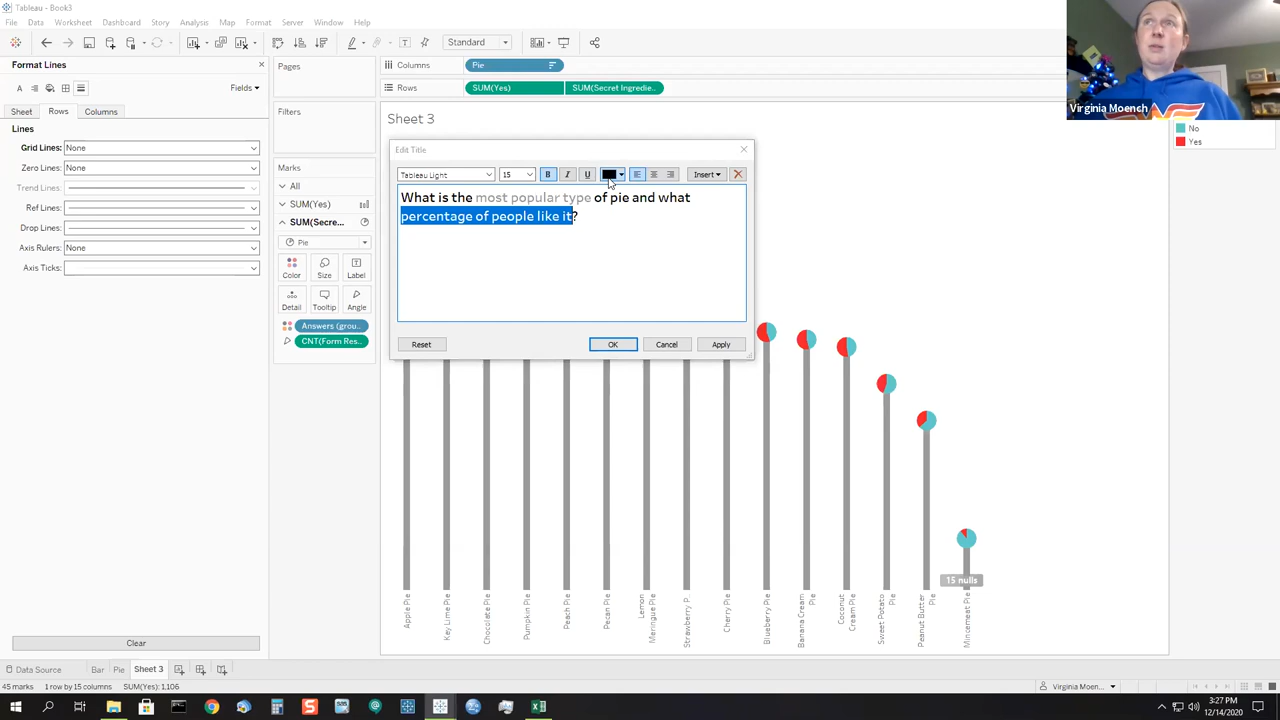 Tableau - Book3
File Data Worksheet Dashboard Story Analysis Map Format Server Window Help
Standard
Format Lines
Fields
Sheet Rows Columns
Lines
Grid Lines: None
Zero Lines: None
Trend Lines:
Ref Lines:
Drop Lines:
Axis Rulers: None
Axis Ticks:
Clear
Pages
Filters
Marks
All
SUM(Yes)
SUM(Secre...
Pie
Color Size Label
Detail Tooltip Angle
Answers (grou..
CNT(Form Res..
Columns Pie
Rows SUM(Yes) SUM(Secret Ingredie..
Sheet 3
Edit Title
Tableau Light 15 B I U Insert
What is the most popular type of pie and what
percentage of people like it?
Reset OK Cancel Apply
15 nulls
Apple Pie
Key Lime Pie
Chocolate Pie
Pumpkin Pie
Peach Pie
Pecan Pie
Lemon
Meringue Pie
Strawberry P..
Cherry Pie
Blueberry Pie
Banana Cream
Pie
Coconut
Cream Pie
Sweet Potato
Pie
Peanut Butter
Pie
Mincemeat Pie
No
Yes
Virginia Moench
Data Source Bar Pie Sheet 3
45 marks 1 row by 15 columns SUM(Yes): 1,106
Virginia Moench
3:27 PM
12/14/2020